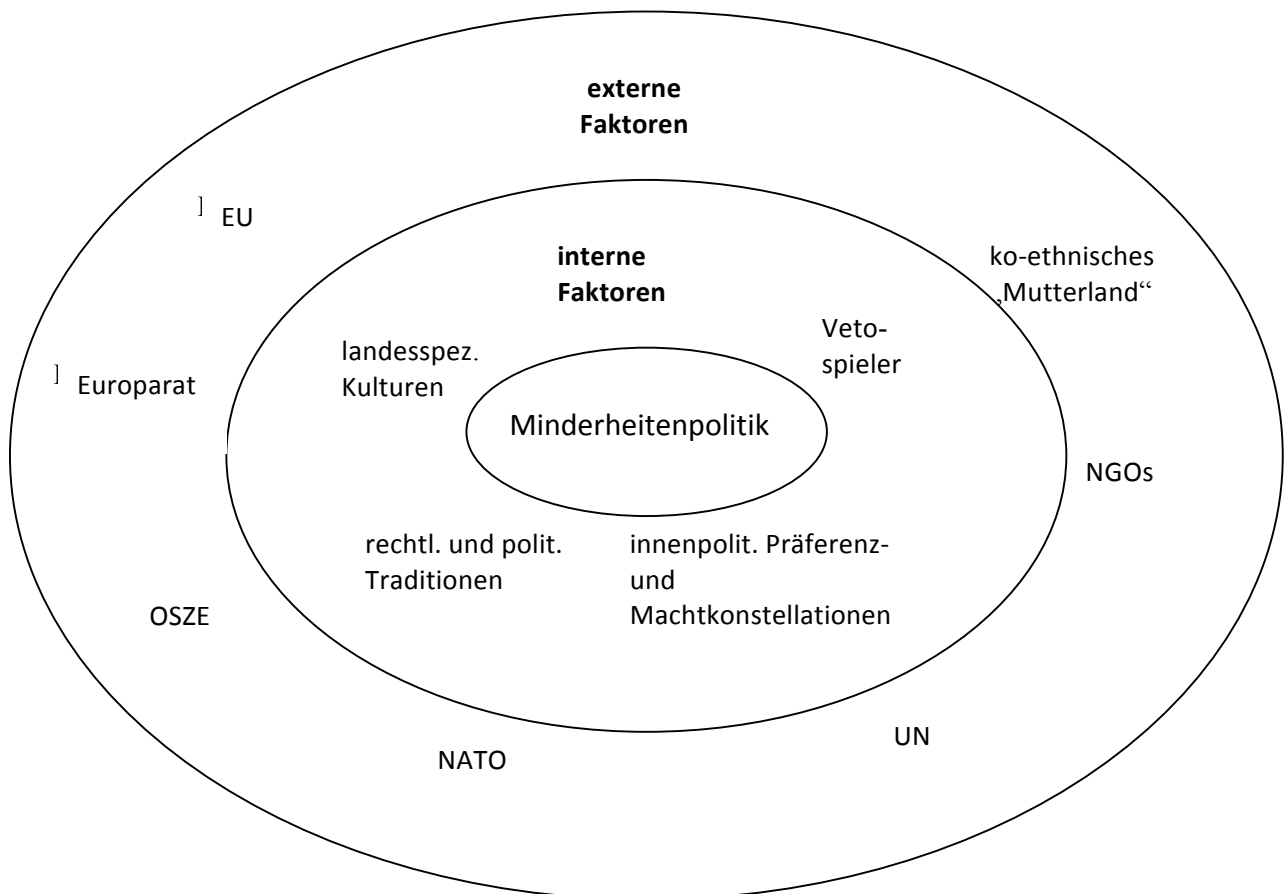 externe
Faktoren
] EU
interne
Faktoren
ko-ethnisches
„Mutterland“
Veto-
spieler
landesspez.
Kulturen
] Europarat
Minderheitenpolitik
NGOs
rechtl. und polit.
Traditionen
innenpolit. Präferenz-
und
Machtkonstellationen
OSZE
UN
NATO